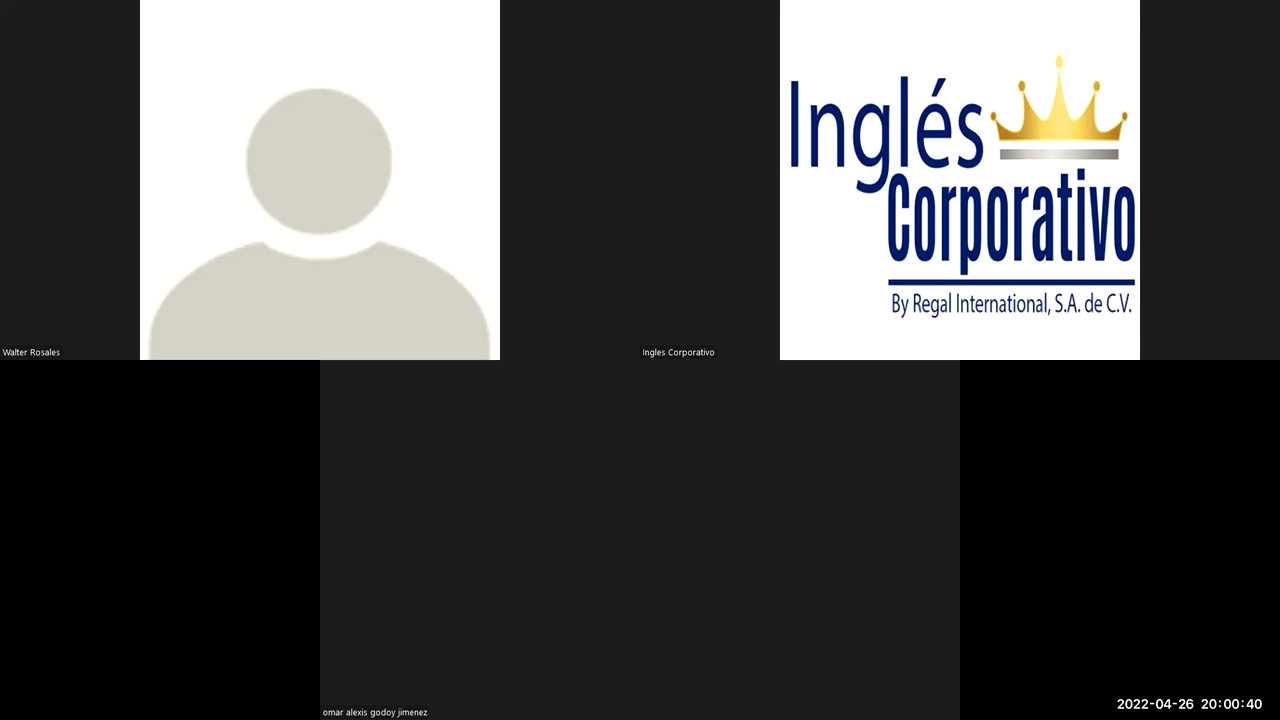 Inglés
Corporativo
By Regal International, S.A. de C.V.
Walter Rosales
Ingles Corporativo
omar alexis godoy jimenez
2022-04-26 20:00:40